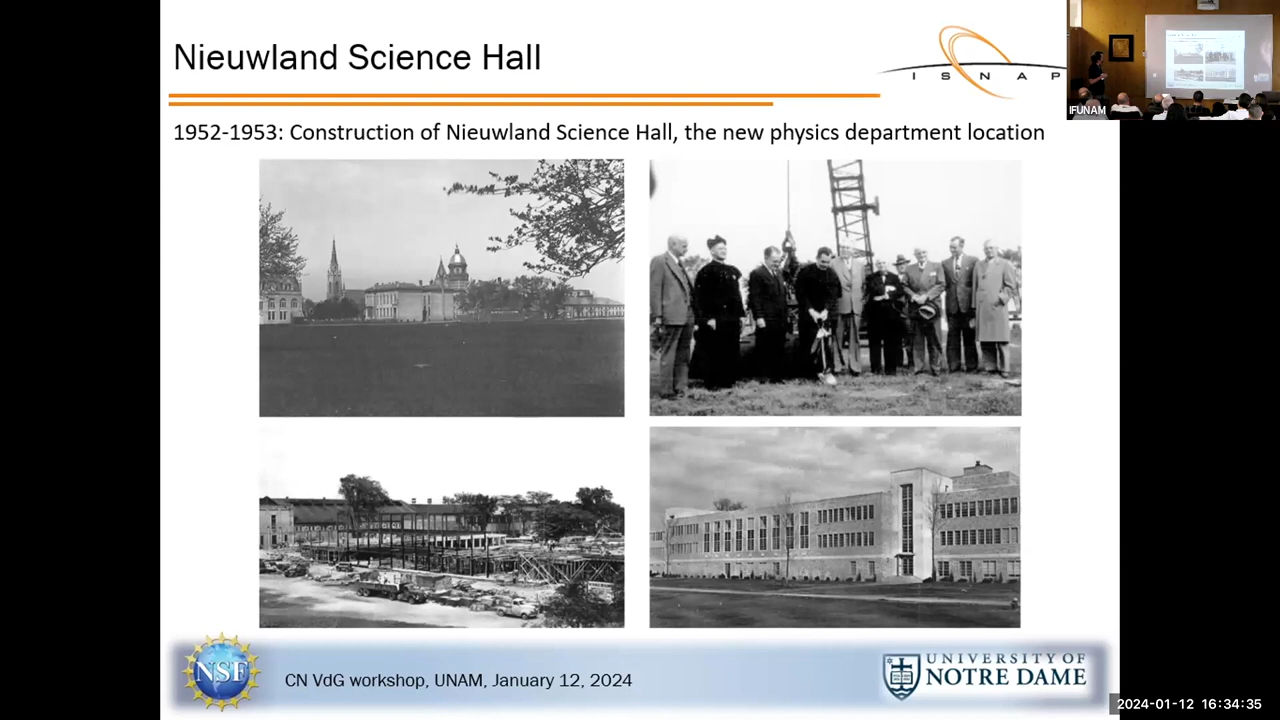 Nieuwland Science Hall
I S N A P
IFUNAM
1952-1953: Construction of Nieuwland Science Hall, the new physics department location
NSF
CN VdG workshop, UNAM, January 12, 2024
UNIVERSITY OF
NOTRE DAME
2024-01-12 16:34:35